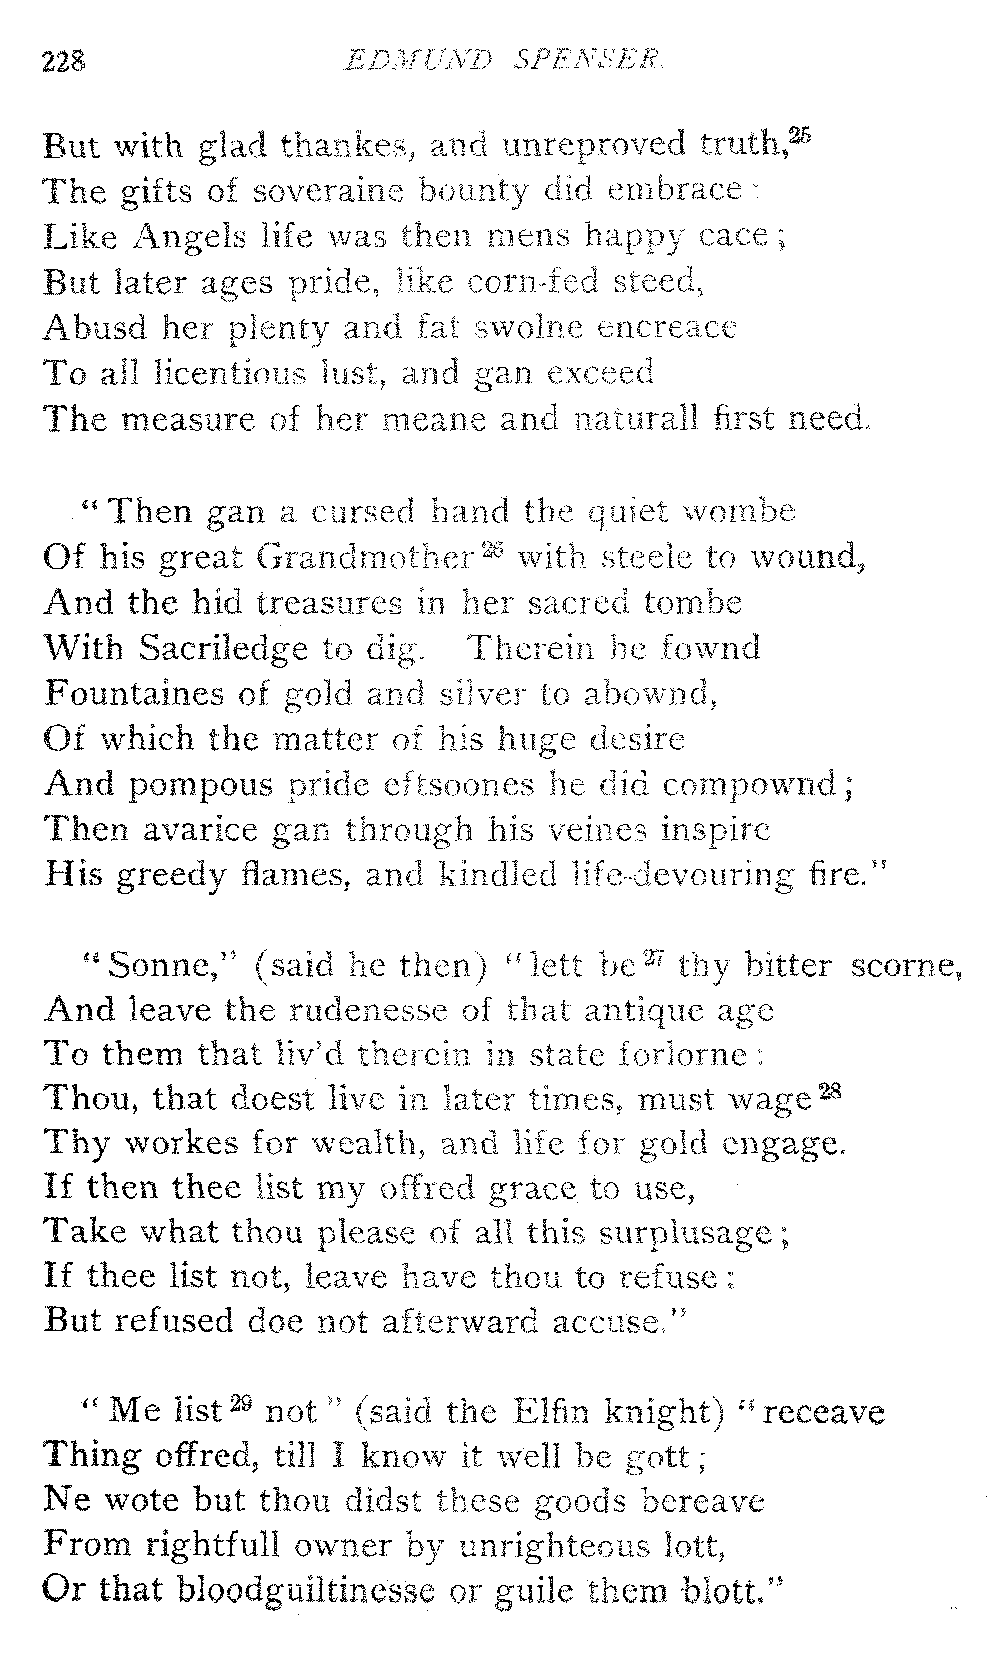 228 EDMUND SPENSER.
But with glad thankes, and unreproved truth,²⁵
The gifts of soveraine bounty did embrace:
Like Angels life was then mens happy cace;
But later ages pride, like corn-fed steed,
Abusd her plenty and fat swolne encreace
To all licentious lust, and gan exceed
The measure of her meane and naturall first need.
“Then gan a cursed hand the quiet wombe
Of his great Grandmother²⁶ with steele to wound,
And the hid treasures in her sacred tombe
With Sacriledge to dig. Therein he fownd
Fountaines of gold and silver to abownd,
Of which the matter of his huge desire
And pompous pride eftsoones he did compownd;
Then avarice gan through his veines inspire
His greedy flames, and kindled life-devouring fire.”
“Sonne,” (said he then) “lett be²⁷ thy bitter scorne,
And leave the rudenesse of that antique age
To them that liv’d therein in state forlorne:
Thou, that doest live in later times, must wage²⁸
Thy workes for wealth, and life for gold engage.
If then thee list my offred grace to use,
Take what thou please of all this surplusage;
If thee list not, leave have thou to refuse:
But refused doe not afterward accuse.”
“Me list²⁹ not” (said the Elfin knight) “receave
Thing offred, till I know it well be gott;
Ne wote but thou didst these goods bereave
From rightfull owner by unrighteous lott,
Or that bloodguiltinesse or guile them blott.”